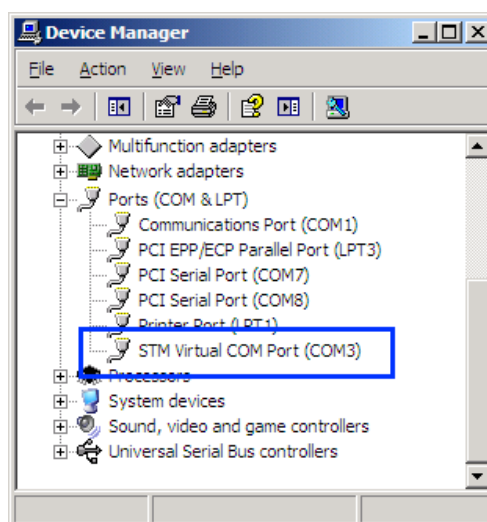 Device Manager
File Action View Help
Multifunction adapters
Network adapters
Ports (COM & LPT)
Communications Port (COM1)
PCI EPP/ECP Parallel Port (LPT3)
PCI Serial Port (COM7)
PCI Serial Port (COM8)
Printer Port (LPT1)
STM Virtual COM Port (COM3)
Processors
System devices
Sound, video and game controllers
Universal Serial Bus controllers